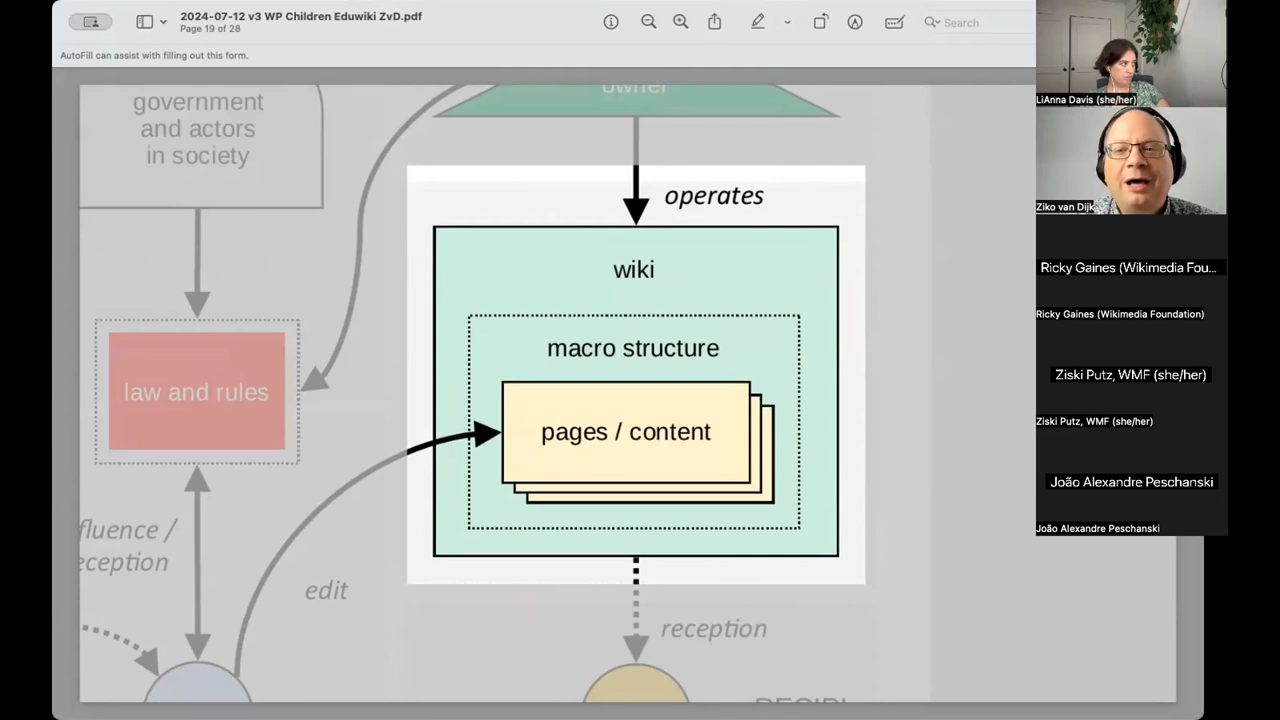 2024-07-12 v3 WP Children Eduwiki ZvD.pdf
Page 19 of 28
Search
AutoFill can assist with filling out this form.
government
and actors
in society
owner
operates
wiki
macro structure
pages / content
law and rules
fluence /
eception
edit
reception
LiAnna Davis (she/her)
Ziko van Dijk
Ricky Gaines (Wikimedia Fou...
Ricky Gaines (Wikimedia Foundation)
Ziski Putz, WMF (she/her)
Ziski Putz, WMF (she/her)
João Alexandre Peschanski
João Alexandre Peschanski